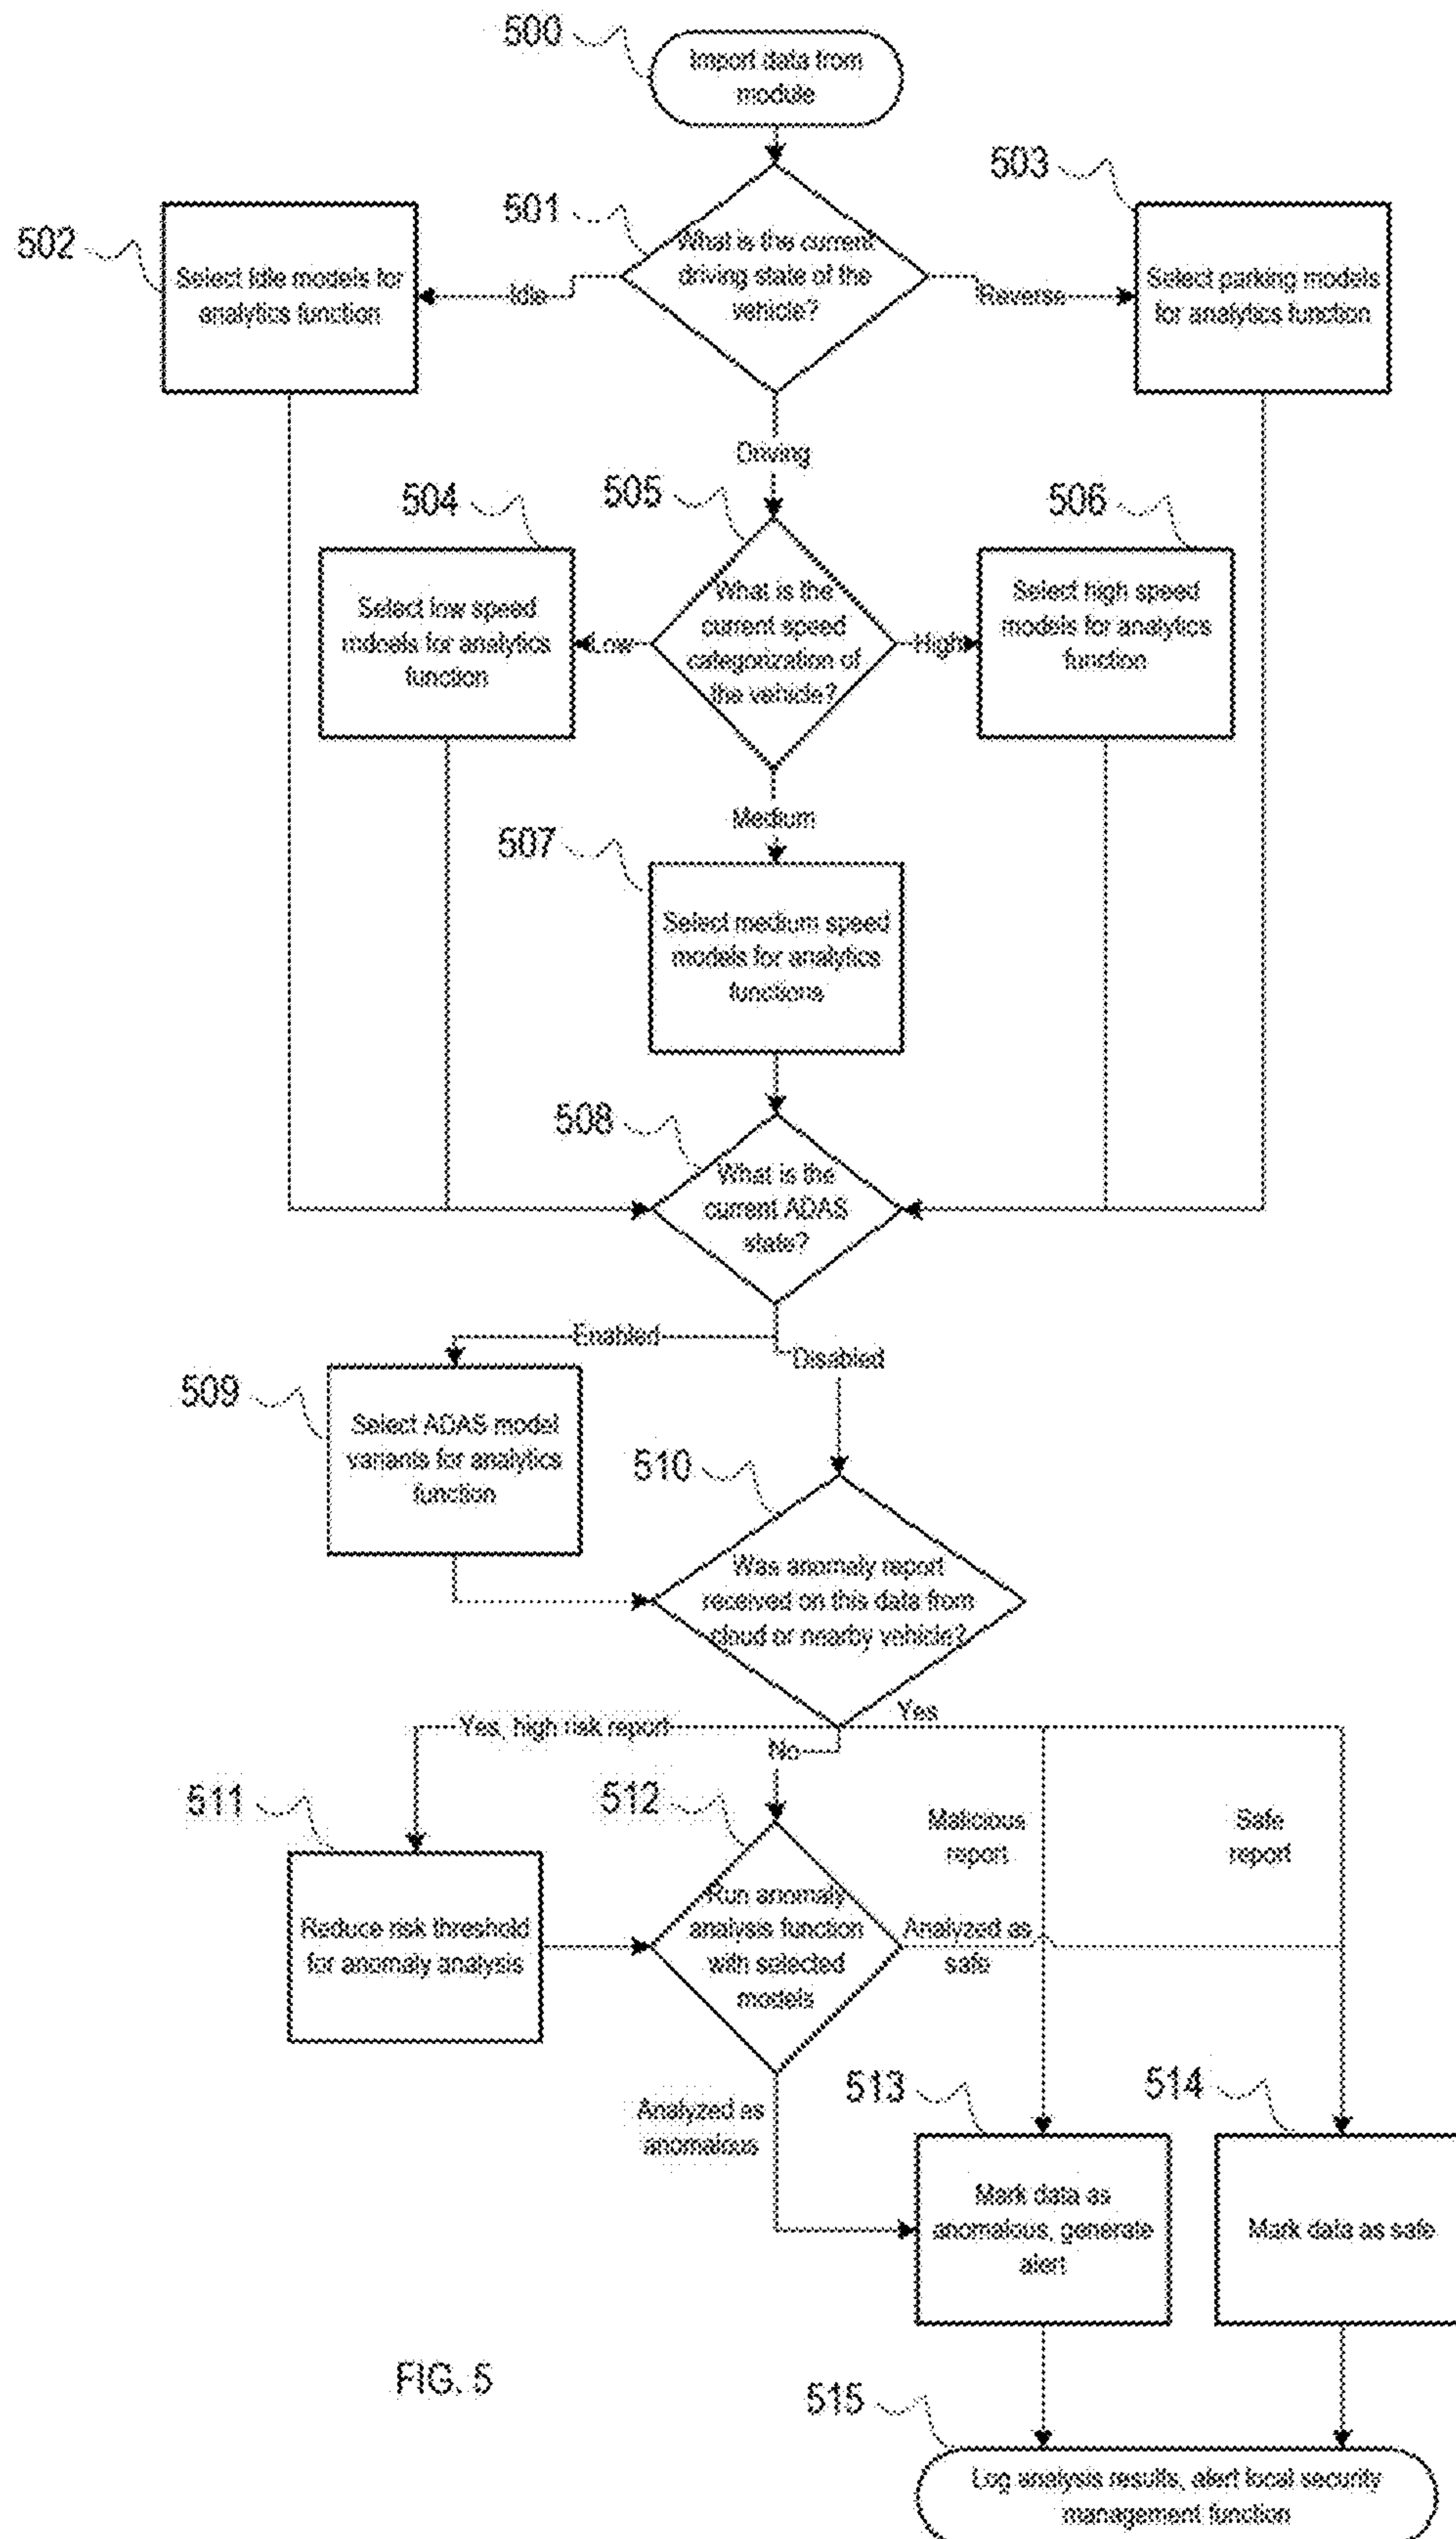 500
Import data from
module
503
501
502
What is the current
driving state of the
vehicle?
Select Idle models for
analytics function
Idle
Reverse
Select parking models
for analytics function
Driving
504
505
506
Select low speed
mdoels for analytics
function
Low
What is the
current speed
categorization of
the vehicle?
High
Select high speed
models for analytics
function
Medium
507
Select medium speed
models for analytics
functions
508
What is the
current ADAS
state?
Enabled
Disabled
509
Select ADAS model
variants for analytics
function
510
Was anomaly report
received on this data from
cloud or nearby vehicle?
Yes, high risk report
Yes
No
511
512
Malicious
report
Safe
report
Reduce risk threshold
for anomaly analysis
Run anomaly
analysis function
with selected
models
Analyzed as
safe
513
514
Analyzed as
anomalous
Mark data as
anomalous, generate
alert
Mark data as safe
FIG. 5
515
Log analysis results, alert local security
management function